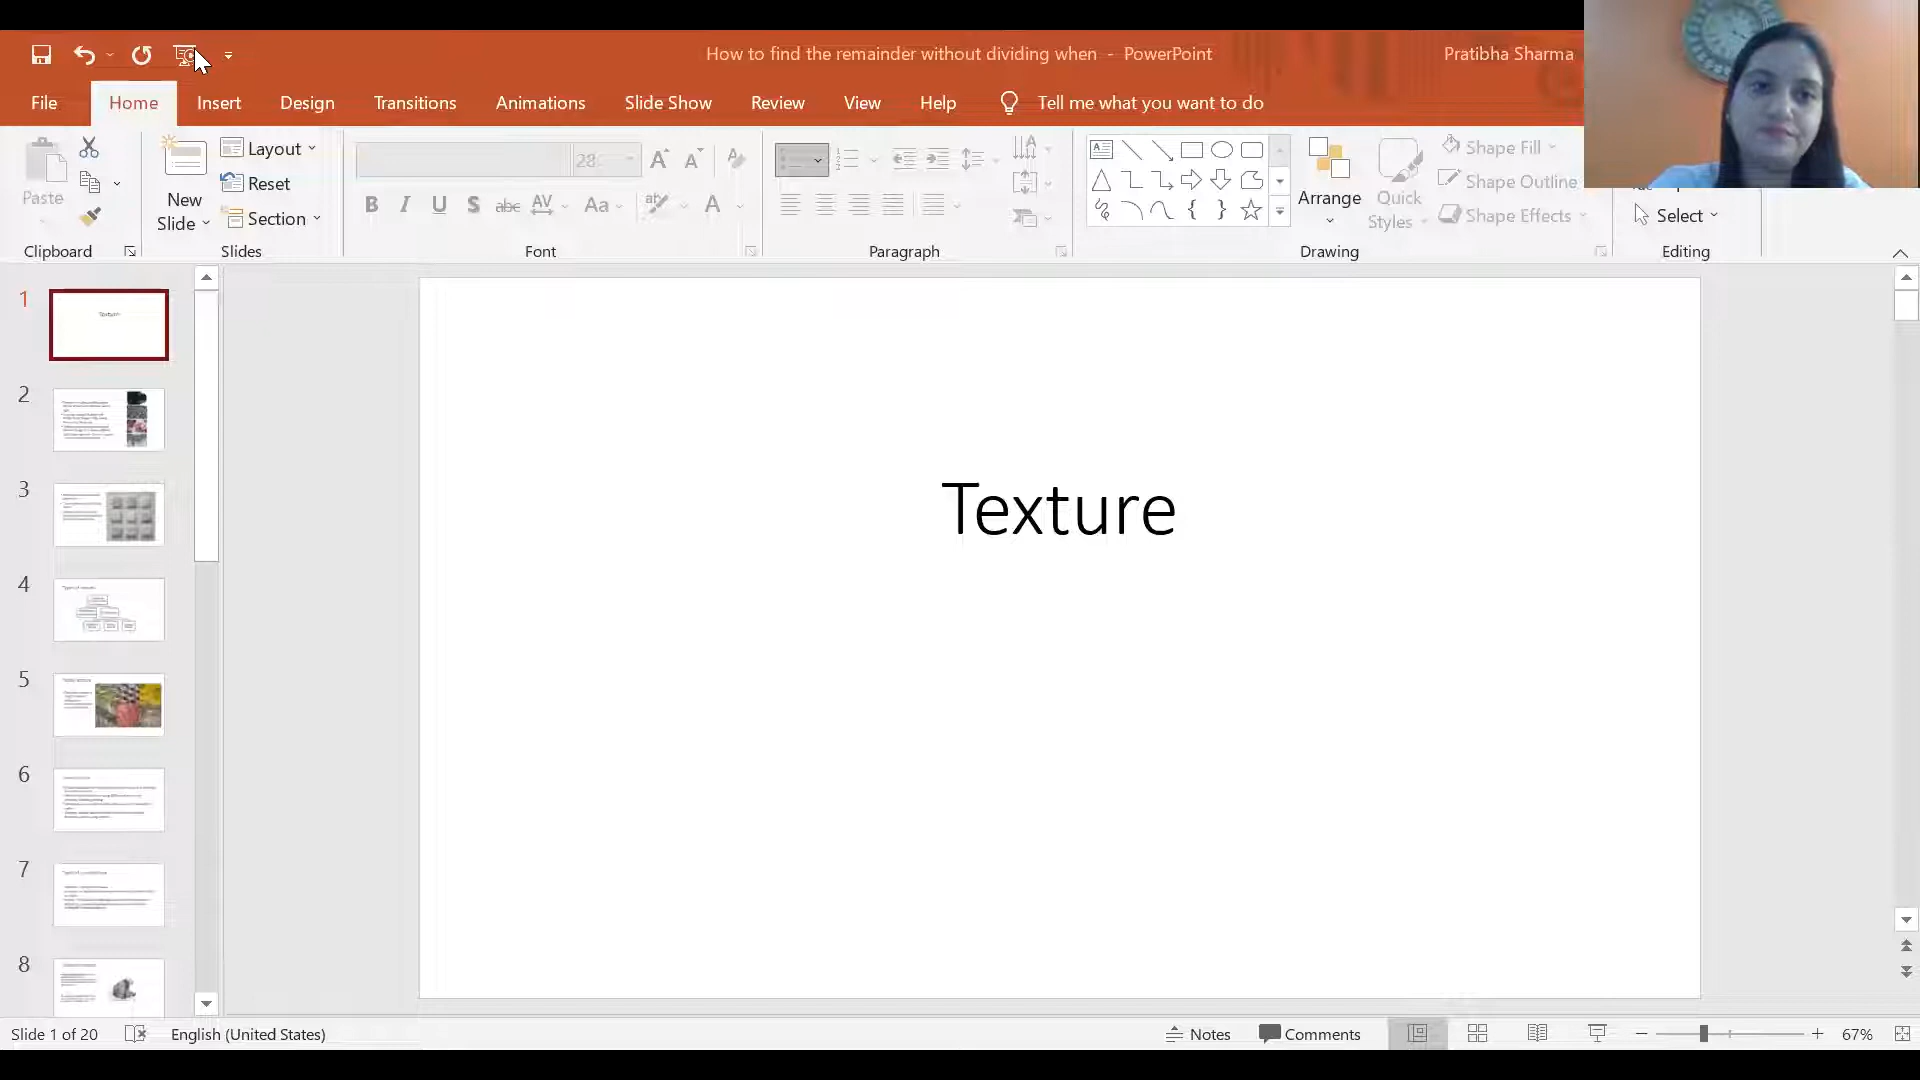 How to find the remainder without dividing when - PowerPoint
Pratibha Sharma
File
Home
Insert
Design
Transitions
Animations
Slide Show
Review
View
Help
Tell me what you want to do
Paste
New
Slide
Layout
Reset
Section
28
Arrange
Quick
Styles
Shape Fill
Shape Outline
Shape Effects
Select
Clipboard
Slides
Font
Paragraph
Drawing
Editing
1
2
3
4
5
6
7
8
Texture
Slide 1 of 20
English (United States)
Notes
Comments
67%